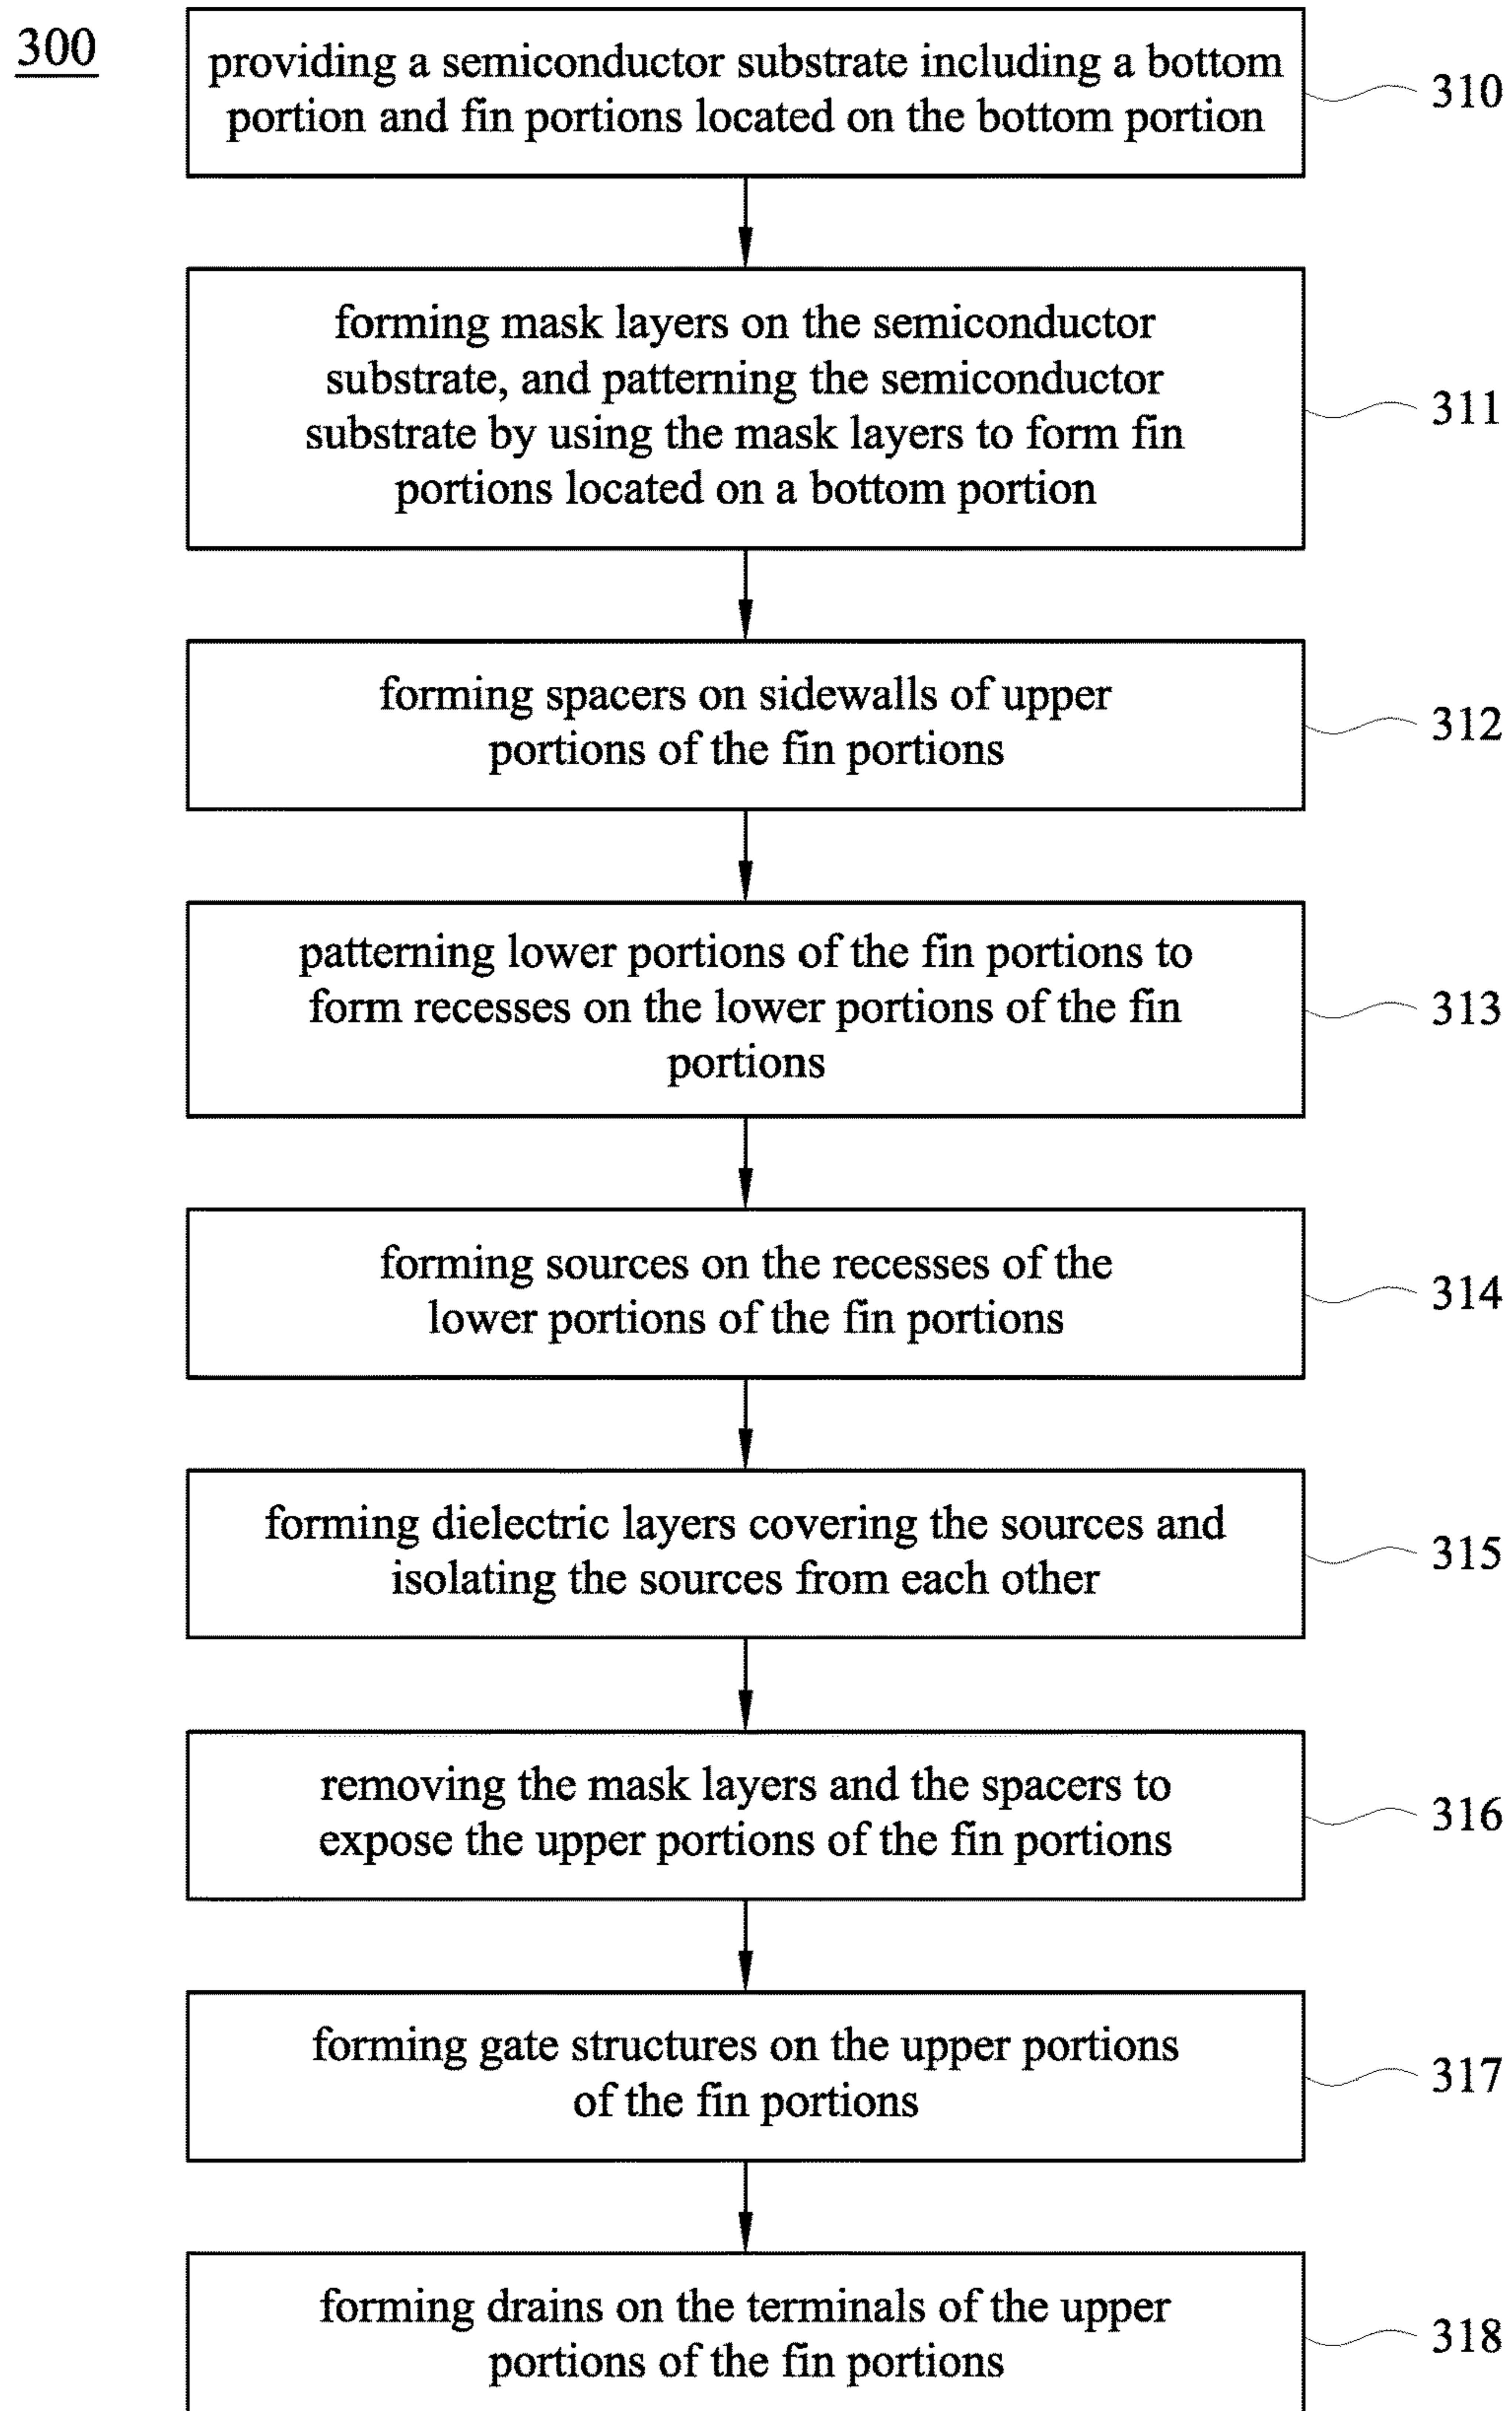 300
providing a semiconductor substrate including a bottom
portion and fin portions located on the bottom portion
310
forming mask layers on the semiconductor
substrate, and patterning the semiconductor
substrate by using the mask layers to form fin
portions located on a bottom portion
311
forming spacers on sidewalls of upper
portions of the fin portions
312
patterning lower portions of the fin portions to
form recesses on the lower portions of the fin
portions
313
forming sources on the recesses of the
lower portions of the fin portions
314
forming dielectric layers covering the sources and
isolating the sources from each other
315
removing the mask layers and the spacers to
expose the upper portions of the fin portions
316
forming gate structures on the upper portions
of the fin portions
317
forming drains on the terminals of the upper
portions of the fin portions
318